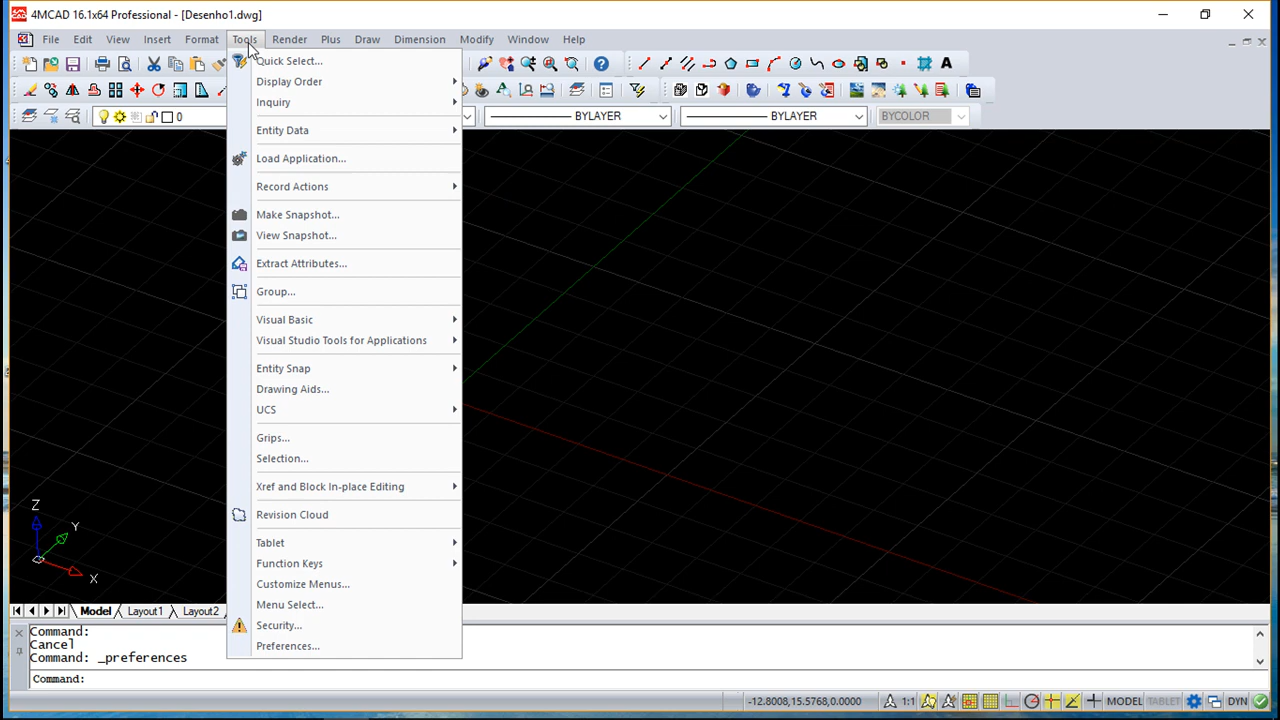 4MCAD 16.1x64 Professional - [Desenho1.dwg]
File Edit View Insert Format Tools Render Plus Draw Dimension Modify Window Help
Quick Select...
Display Order
Inquiry
0 BYLAYER BYLAYER BYCOLOR
Entity Data
Load Application...
Record Actions
Make Snapshot...
View Snapshot...
Extract Attributes...
Group...
Visual Basic
Visual Studio Tools for Applications
Entity Snap
Drawing Aids...
UCS
Grips...
Selection...
Xref and Block In-place Editing
Revision Cloud
Tablet
Function Keys
Customize Menus...
Menu Select...
Security...
Preferences...
Z
Y
X
Model Layout1 Layout2
Command:
Cancel
Command: _preferences
Command:
-12.8008,15.5768,0.0000 1:1 MODEL TABLET DYN